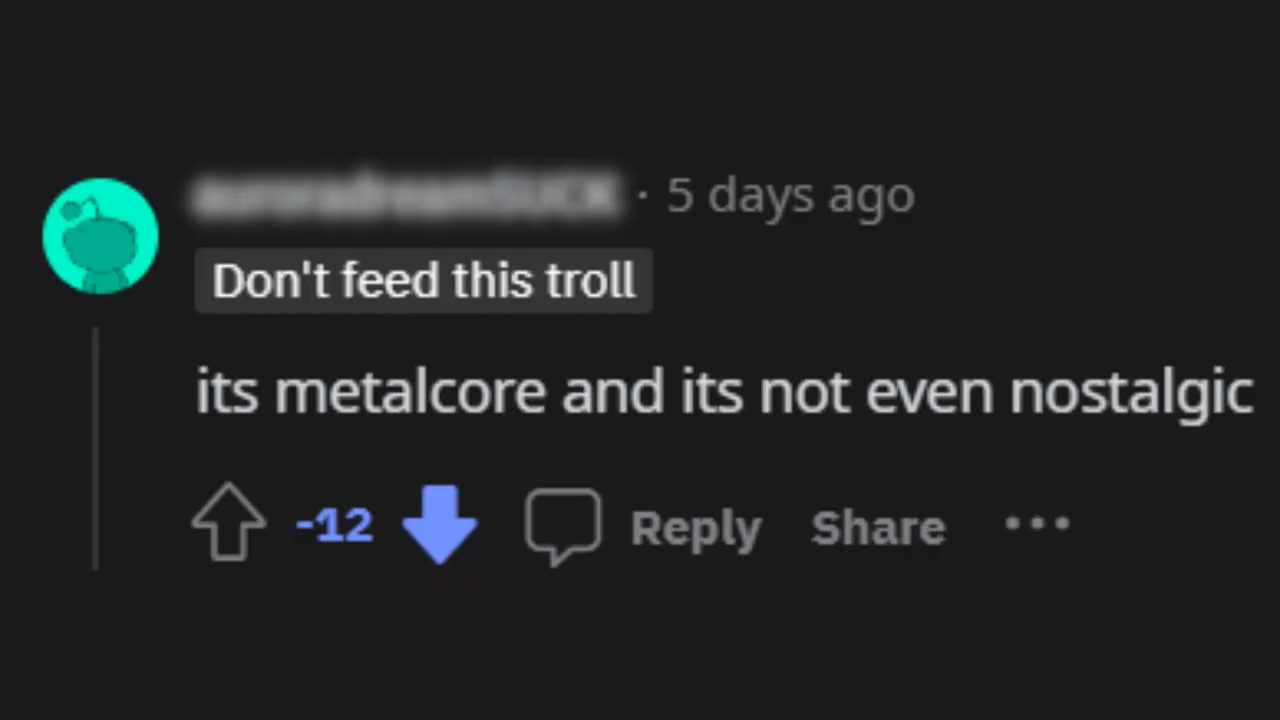 · 5 days ago
Don't feed this troll
its metalcore and its not even nostalgic
-12 Reply Share ···